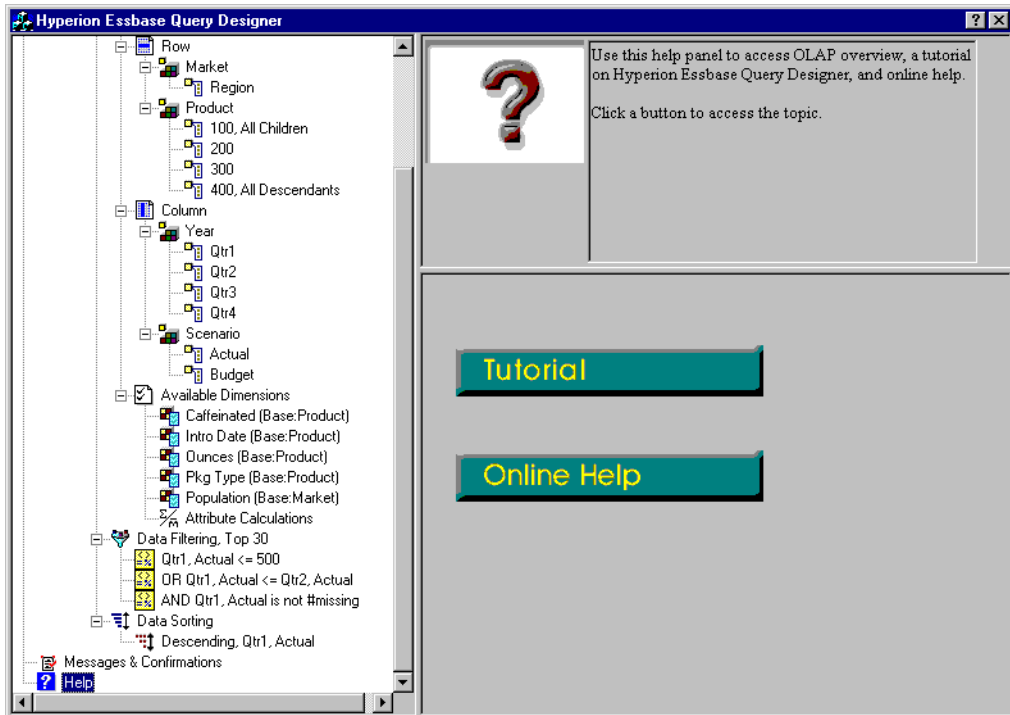 Hyperion Essbase Query Designer
Row
Market
Region
Product
100, All Children
200
300
400, All Descendants
Column
Year
Qtr1
Qtr2
Qtr3
Qtr4
Scenario
Actual
Budget
Available Dimensions
Caffeinated (Base:Product)
Intro Date (Base:Product)
Ounces (Base:Product)
Pkg Type (Base:Product)
Population (Base:Market)
Attribute Calculations
Data Filtering, Top 30
Qtr1, Actual <= 500
OR Qtr1, Actual <= Qtr2, Actual
AND Qtr1, Actual is not #missing
Data Sorting
Descending, Qtr1, Actual
Messages & Confirmations
Help
Use this help panel to access OLAP overview, a tutorial
on Hyperion Essbase Query Designer, and online help.
Click a button to access the topic.
Tutorial
Online Help